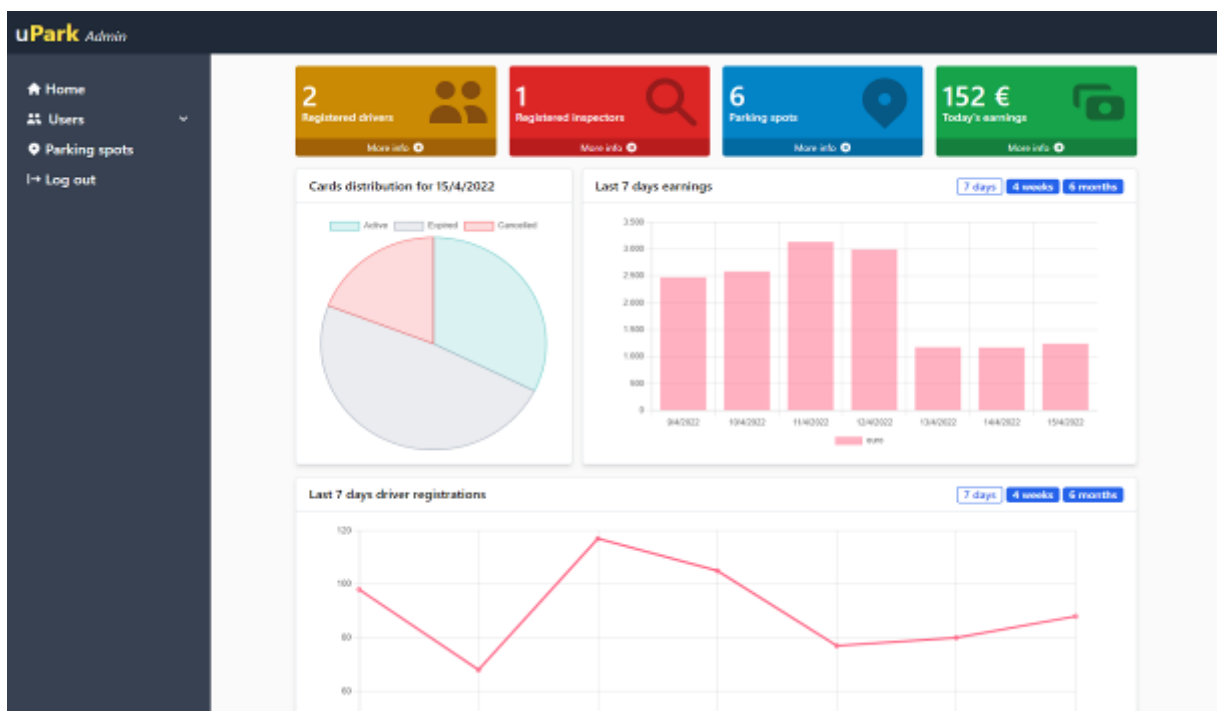 uPark Admin
Home
Users
Parking spots
Log out
2
Registered drivers
More info
1
Registered inspectors
More info
6
Parking spots
More info
152 €
Today's earnings
More info
Cards distribution for 15/4/2022
Active Expired Cancelled
Last 7 days earnings
7 days 4 weeks 6 months
3.500
3.000
2.500
2.000
1.500
1.000
500
0
9/4/2022 10/4/2022 11/4/2022 12/4/2022 13/4/2022 14/4/2022 15/4/2022
euro
Last 7 days driver registrations
7 days 4 weeks 6 months
120
100
80
60